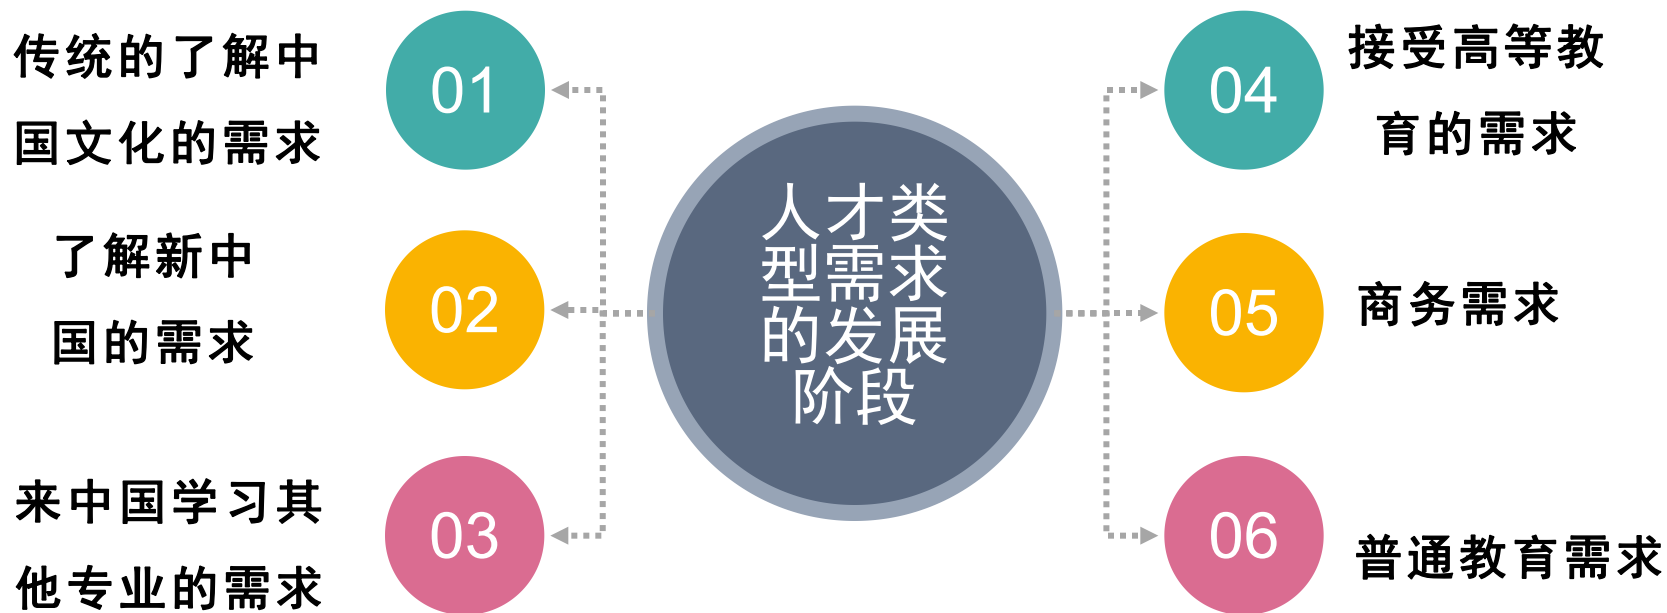 传统的了解中
国文化的需求
01
了解新中
国的需求
02
来中国学习其
他专业的需求
03
人才类
型需求
的发展
阶段
04
接受高等教
育的需求
05
商务需求
06
普通教育需求